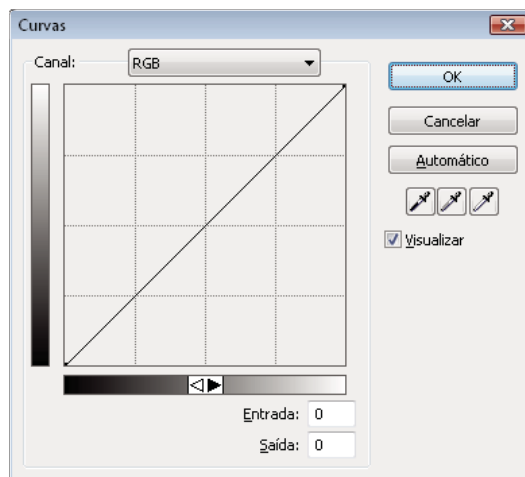 Curvas
Canal:
RGB
OK
Cancelar
Automático
Visualizar
Entrada: 0
Saída: 0